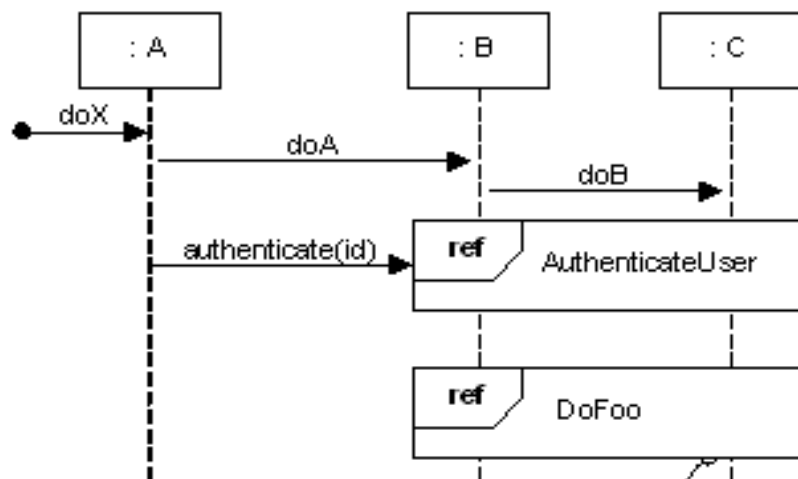 : A
: B
: C
doX
doA
doB
authenticate(id)
ref
AuthenticateUser
ref
DoFoo